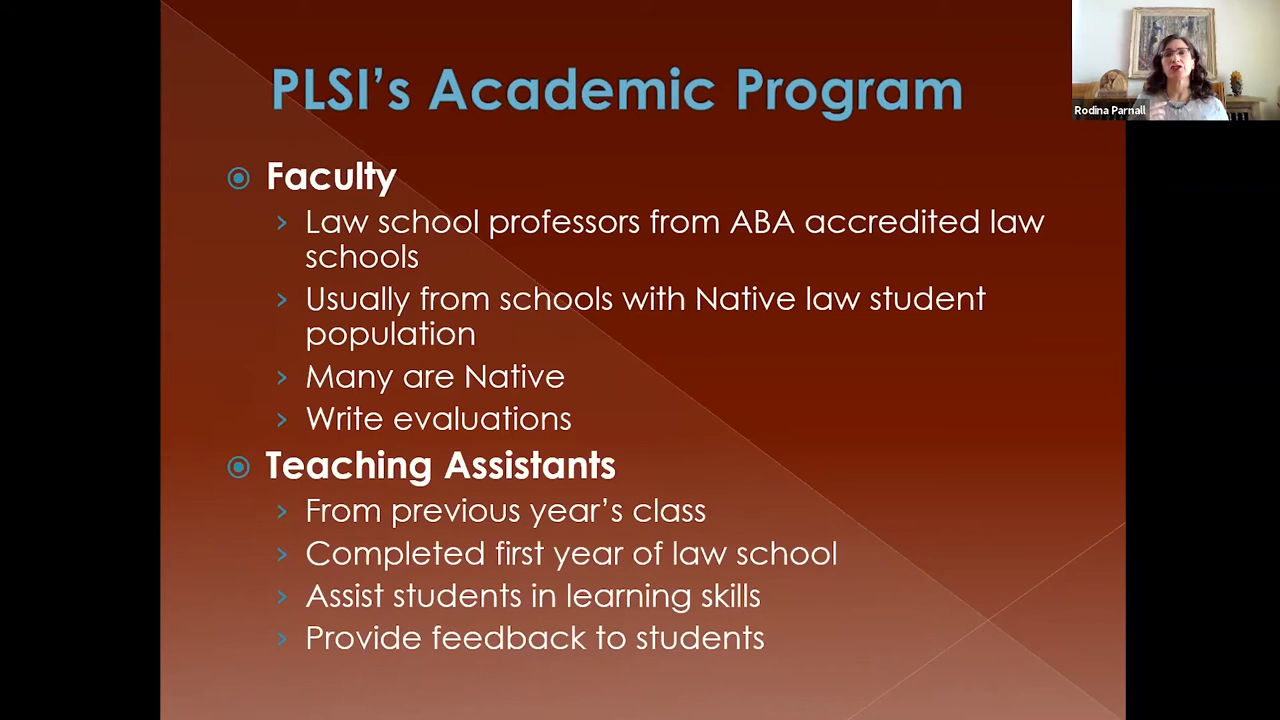 PLSI's Academic Program
Rodina Parnall
Faculty
Law school professors from ABA accredited law
schools
Usually from schools with Native law student
population
Many are Native
Write evaluations
Teaching Assistants
From previous year's class
Completed first year of law school
Assist students in learning skills
Provide feedback to students